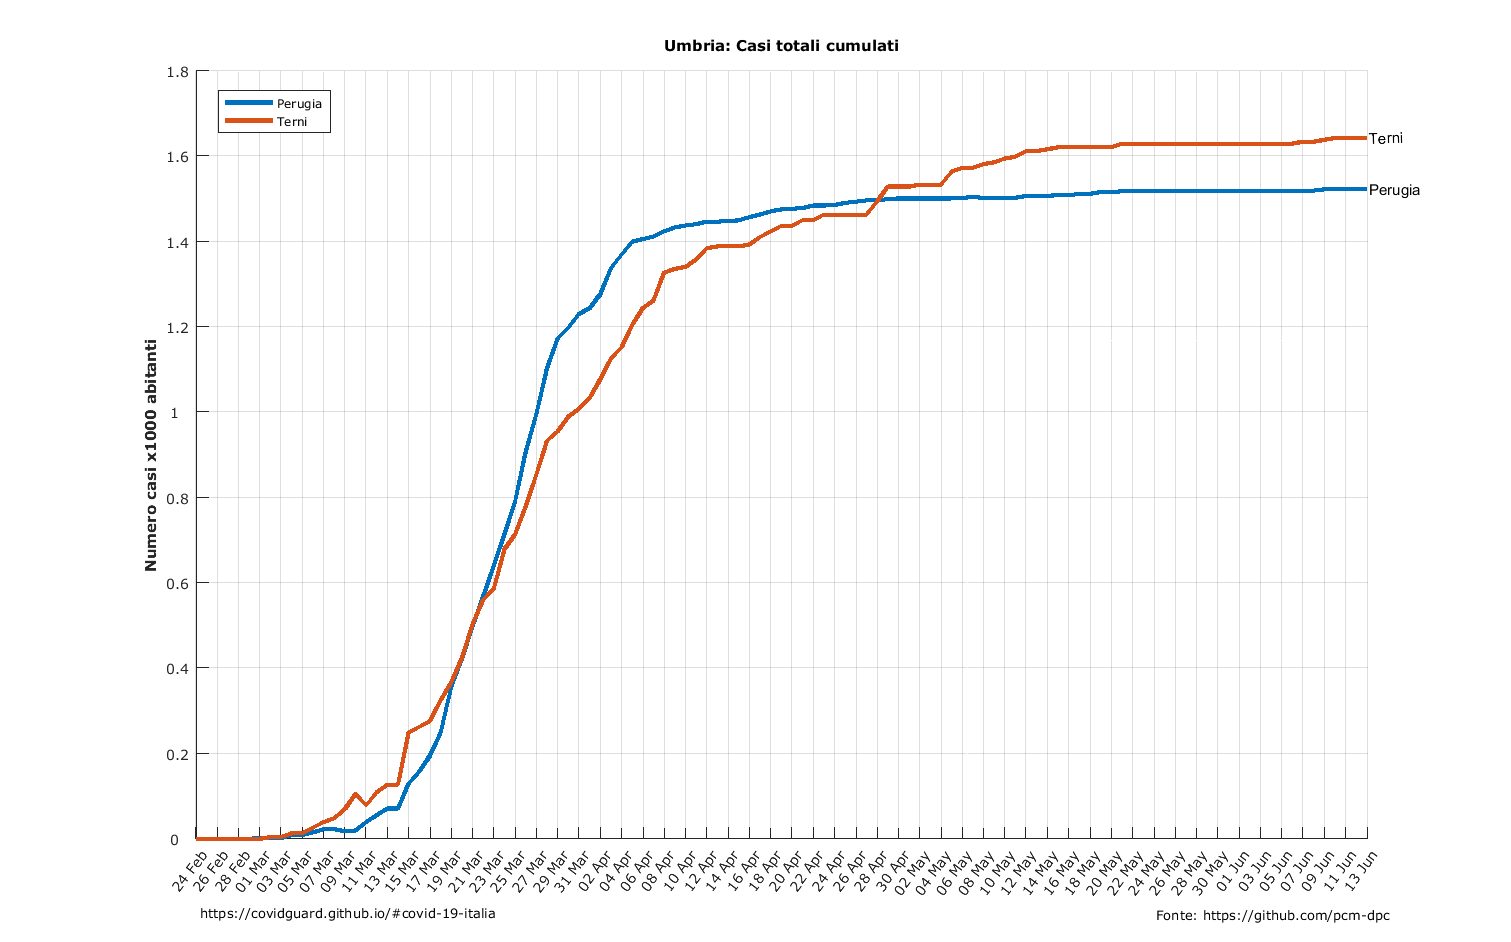 Umbria: Casi totali cumulati
Numero casi x1000 abitanti
1.8
1.6
1.4
1.2
1
0.8
0.6
0.4
0.2
0
Perugia
Terni
Terni
Perugia
24 Feb
26 Feb
28 Feb
01 Mar
03 Mar
05 Mar
07 Mar
09 Mar
11 Mar
13 Mar
15 Mar
17 Mar
19 Mar
21 Mar
23 Mar
25 Mar
27 Mar
29 Mar
31 Mar
02 Apr
04 Apr
06 Apr
08 Apr
10 Apr
12 Apr
14 Apr
16 Apr
18 Apr
20 Apr
22 Apr
24 Apr
26 Apr
28 Apr
30 Apr
02 May
04 May
06 May
08 May
10 May
12 May
14 May
16 May
18 May
20 May
22 May
24 May
26 May
28 May
30 May
01 Jun
03 Jun
05 Jun
07 Jun
09 Jun
11 Jun
13 Jun
https://covidguard.github.io/#covid-19-italia
Fonte: https://github.com/pcm-dpc